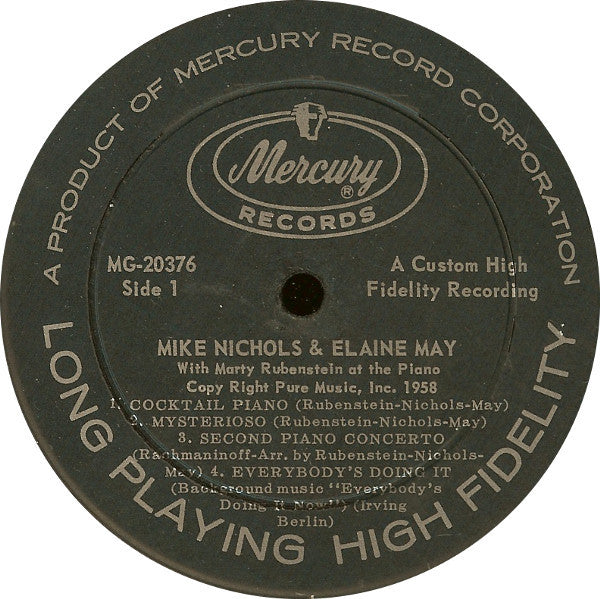 A PRODUCT OF MERCURY RECORD CORPORATION
Mercury
®
RECORDS
MG-20376
Side 1
A Custom High
Fidelity Recording
MIKE NICHOLS & ELAINE MAY
With Marty Rubenstein at the Piano
Copy Right Pure Music, Inc. 1958
1. COCKTAIL PIANO (Rubenstein-Nichols-May)
2. MYSTERIOSO (Rubenstein-Nichols-May)
3. SECOND PIANO CONCERTO
(Rachmaninoff-Arr. by Rubenstein-Nichols-
May) 4. EVERYBODY'S DOING IT
(Background music "Everybody's
Doing It Now") (Irving
Berlin)
LONG PLAYING HIGH FIDELITY